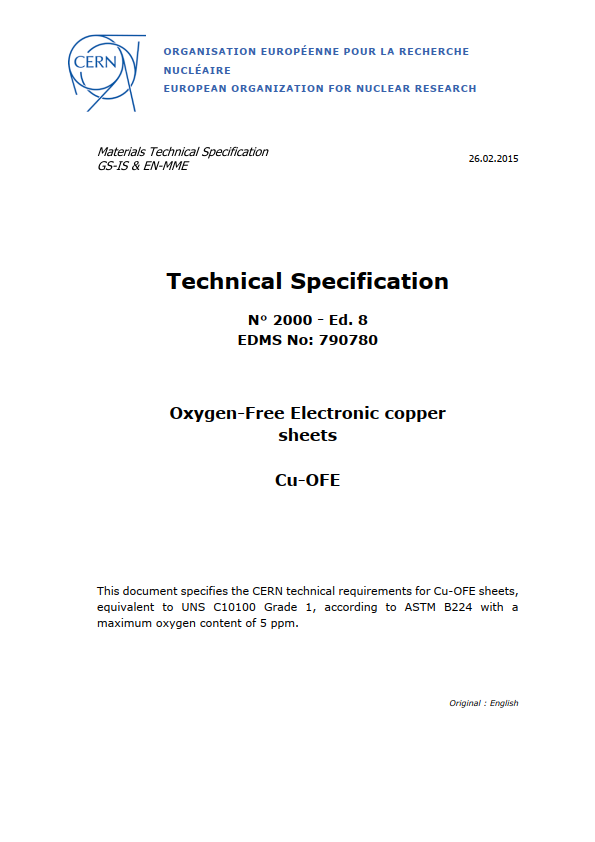 CERN
ORGANISATION EUROPÉENNE POUR LA RECHERCHE
NUCLÉAIRE
EUROPEAN ORGANIZATION FOR NUCLEAR RESEARCH
Materials Technical Specification
GS-IS & EN-MME
26.02.2015
Technical Specification
N° 2000 - Ed. 8
EDMS No: 790780
Oxygen-Free Electronic copper
sheets
Cu-OFE
This document specifies the CERN technical requirements for Cu-OFE sheets,
equivalent to UNS C10100 Grade 1, according to ASTM B224 with a
maximum oxygen content of 5 ppm.
Original : English